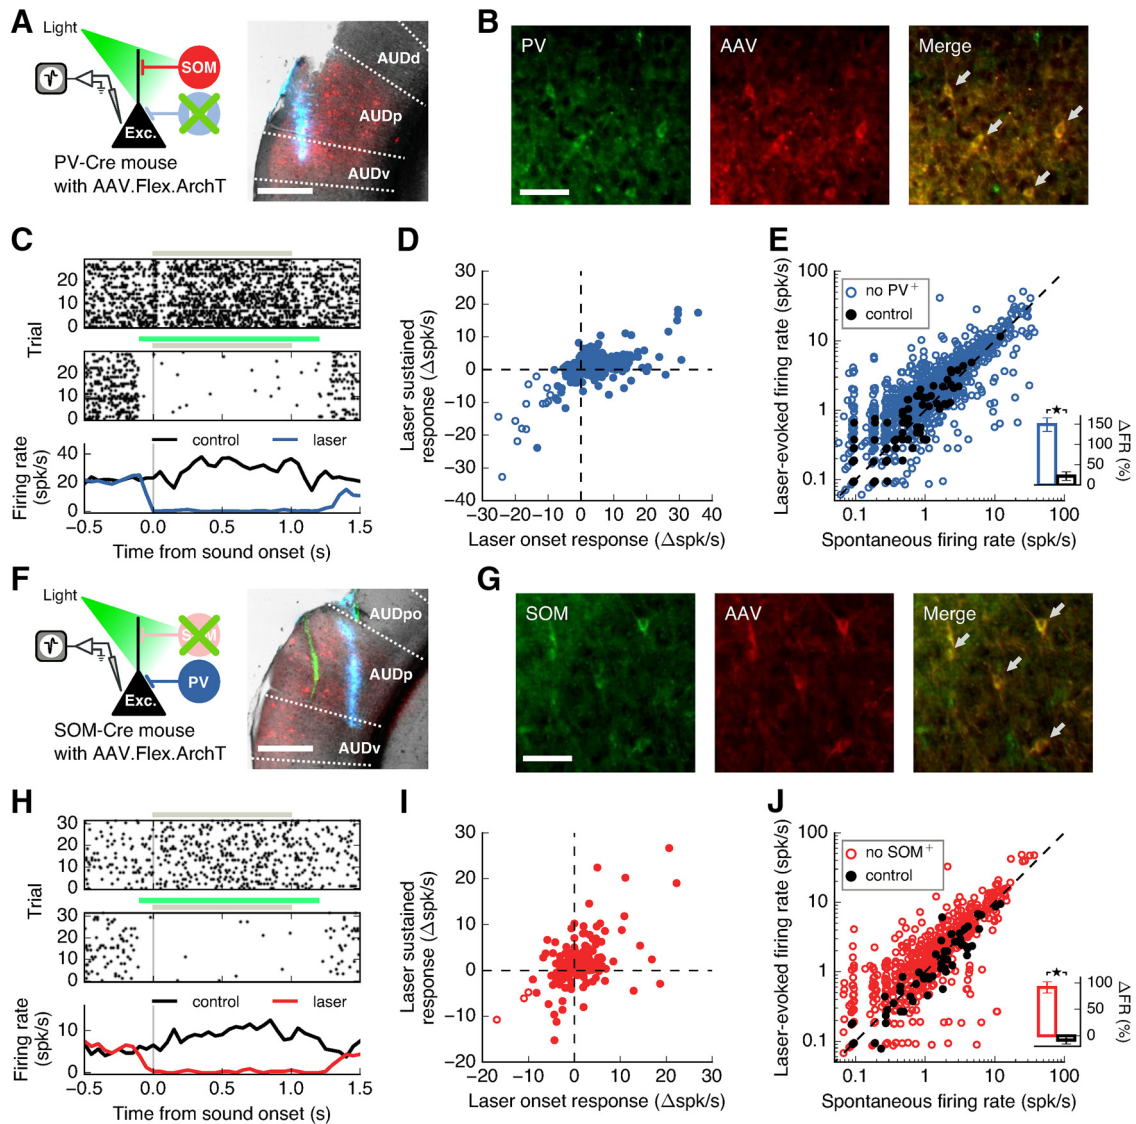 A
Light
SOM
Exc.
PV-Cre mouse
with AAV.Flex.ArchT
AUDd
AUDp
AUDv
B
PV
AAV
Merge
C
Trial
20
10
0
20
10
0
control
laser
Firing rate
(spk/s)
40
20
0
−0.5 0.0 0.5 1.0 1.5
Time from sound onset (s)
D
Laser sustained
response (Δspk/s)
30
20
10
0
−10
−20
−30
−40
−30−20−10 0 10 20 30 40
Laser onset response (Δspk/s)
E
Laser-evoked firing rate (spk/s)
100
10
1
0.1
no PV+
control
★
150
100
50
0
ΔFR (%)
0.1 1 10 100
Spontaneous firing rate (spk/s)
F
Light
PV
Exc.
SOM-Cre mouse
with AAV.Flex.ArchT
AUDpo
AUDp
AUDv
G
SOM
AAV
Merge
H
Trial
30
20
10
0
30
20
10
0
control
laser
Firing rate
(spk/s)
10
0
−0.5 0.0 0.5 1.0 1.5
Time from sound onset (s)
I
Laser sustained
response (Δspk/s)
30
20
10
0
−10
−20
−20 −10 0 10 20 30
Laser onset response (Δspk/s)
J
Laser-evoked firing rate (spk/s)
100
10
1
0.1
no SOM+
control
★
100
50
0
ΔFR (%)
0.1 1 10 100
Spontaneous firing rate (spk/s)